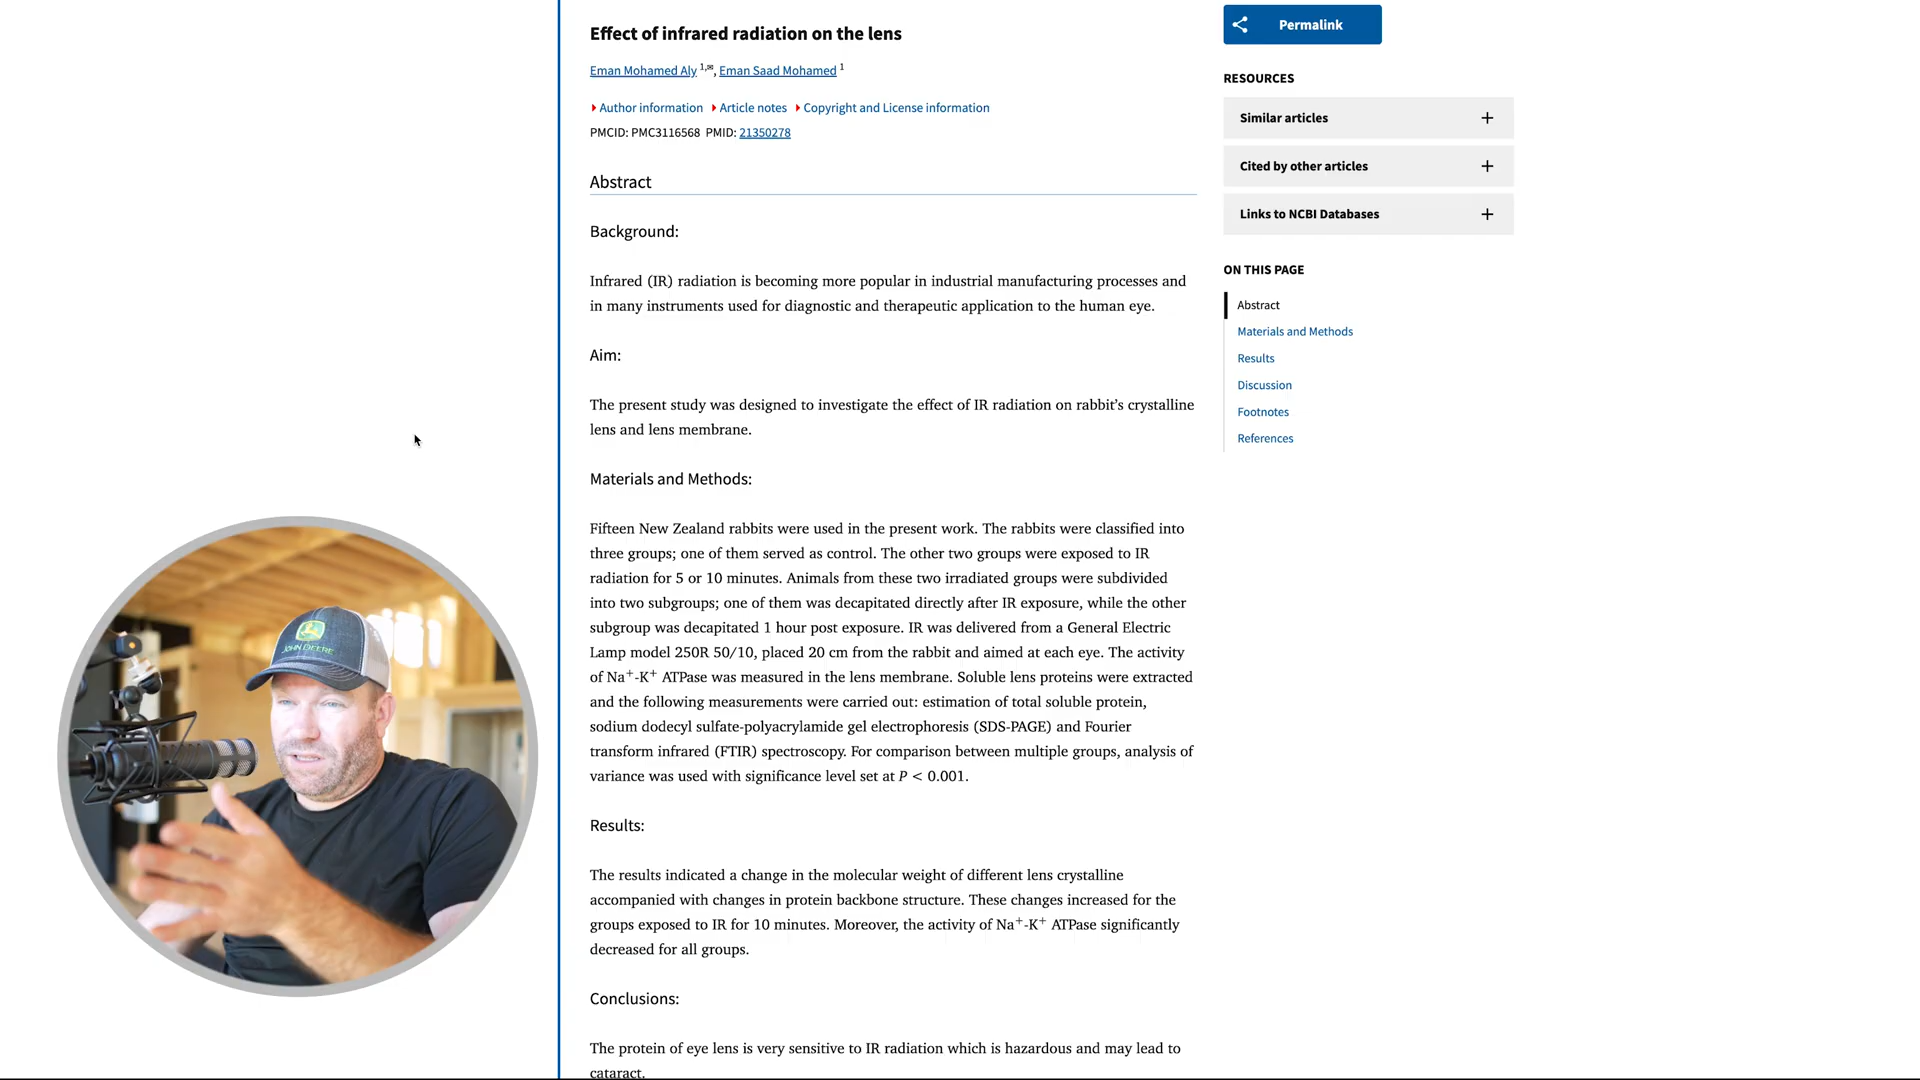 Effect of infrared radiation on the lens
Eman Mohamed Aly 1,✉, Eman Saad Mohamed 1
Author information Article notes Copyright and License information
PMCID: PMC3116568 PMID: 21350278
Abstract
Background:
Infrared (IR) radiation is becoming more popular in industrial manufacturing processes and
in many instruments used for diagnostic and therapeutic application to the human eye.
Aim:
The present study was designed to investigate the effect of IR radiation on rabbit’s crystalline
lens and lens membrane.
Materials and Methods:
Fifteen New Zealand rabbits were used in the present work. The rabbits were classified into
three groups; one of them served as control. The other two groups were exposed to IR
radiation for 5 or 10 minutes. Animals from these two irradiated groups were subdivided
into two subgroups; one of them was decapitated directly after IR exposure, while the other
subgroup was decapitated 1 hour post exposure. IR was delivered from a General Electric
Lamp model 250R 50/10, placed 20 cm from the rabbit and aimed at each eye. The activity
of Na+-K+ ATPase was measured in the lens membrane. Soluble lens proteins were extracted
and the following measurements were carried out: estimation of total soluble protein,
sodium dodecyl sulfate-polyacrylamide gel electrophoresis (SDS-PAGE) and Fourier
transform infrared (FTIR) spectroscopy. For comparison between multiple groups, analysis of
variance was used with significance level set at P < 0.001.
Results:
The results indicated a change in the molecular weight of different lens crystalline
accompanied with changes in protein backbone structure. These changes increased for the
groups exposed to IR for 10 minutes. Moreover, the activity of Na+-K+ ATPase significantly
decreased for all groups.
Conclusions:
The protein of eye lens is very sensitive to IR radiation which is hazardous and may lead to
cataract.
Permalink
RESOURCES
Similar articles
Cited by other articles
Links to NCBI Databases
ON THIS PAGE
Abstract
Materials and Methods
Results
Discussion
Footnotes
References
JOHN DEERE